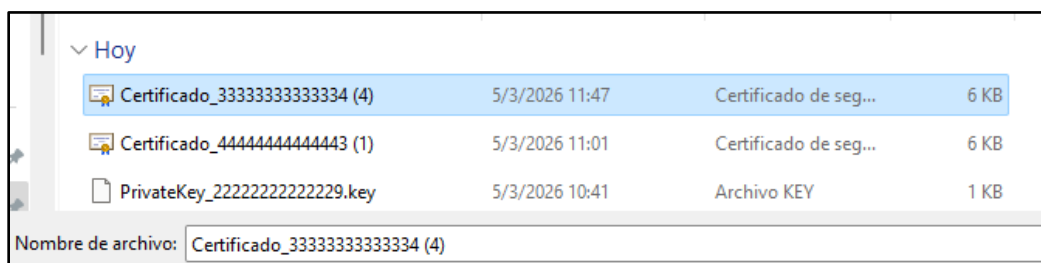 Hoy
Certificado_33333333333334 (4) 5/3/2026 11:47 Certificado de seg... 6 KB
Certificado_44444444444443 (1) 5/3/2026 11:01 Certificado de seg... 6 KB
PrivateKey_22222222222229.key 5/3/2026 10:41 Archivo KEY 1 KB
Nombre de archivo: Certificado_33333333333334 (4)